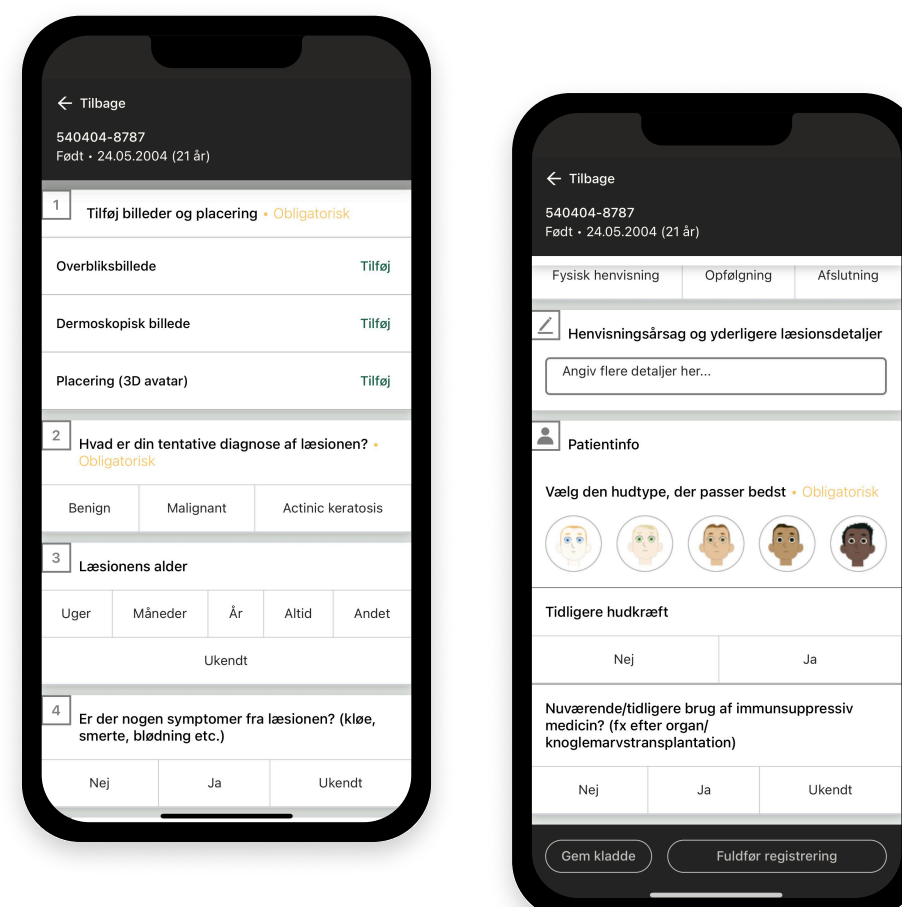 Tilbage
540404-8787
Født • 24.05.2004 (21 år)
1
Tilføj billeder og placering • Obligatorisk
Overbliksbillede Tilføj
Dermoskopisk billede Tilføj
Placering (3D avatar) Tilføj
2
Hvad er din tentative diagnose af læsionen? •
Obligatorisk
Benign Malignant Actinic keratosis
3
Læsionens alder
Uger Måneder År Altid Andet
Ukendt
4
Er der nogen symptomer fra læsionen? (kløe,
smerte, blødning etc.)
Nej Ja Ukendt
Tilbage
540404-8787
Født • 24.05.2004 (21 år)
Fysisk henvisning Opfølgning Afslutning
Henvisningsårsag og yderligere læsionsdetaljer
Angiv flere detaljer her...
Patientinfo
Vælg den hudtype, der passer bedst • Obligatorisk
Tidligere hudkræft
Nej Ja
Nuværende/tidligere brug af immunsuppressiv
medicin? (fx efter organ/
knoglemarvstransplantation)
Nej Ja Ukendt
Gem kladde Fuldfør registrering